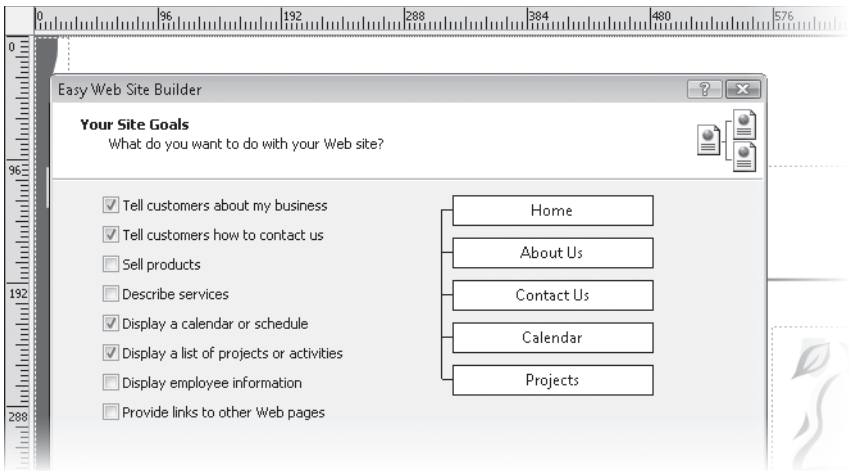 0 96 192 288 384 480 576
0
Easy Web Site Builder
?
Your Site Goals
What do you want to do with your Web site?
96
Tell customers about my business
Home
Tell customers how to contact us
About Us
Sell products
192
Describe services
Contact Us
Display a calendar or schedule
Calendar
Display a list of projects or activities
Projects
Display employee information
288
Provide links to other Web pages